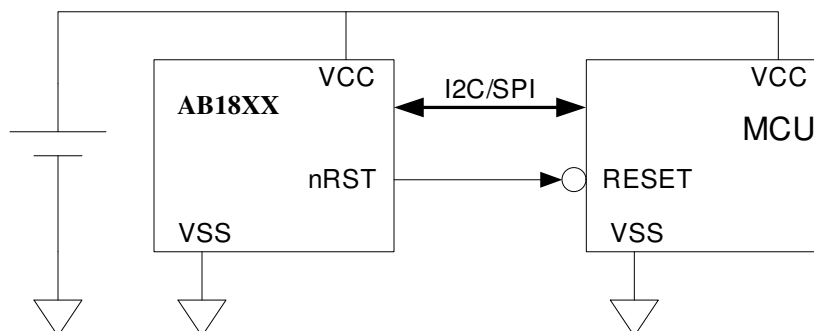 VCC
AB18XX
nRST
VSS
I2C/SPI
VCC
MCU
RESET
VSS